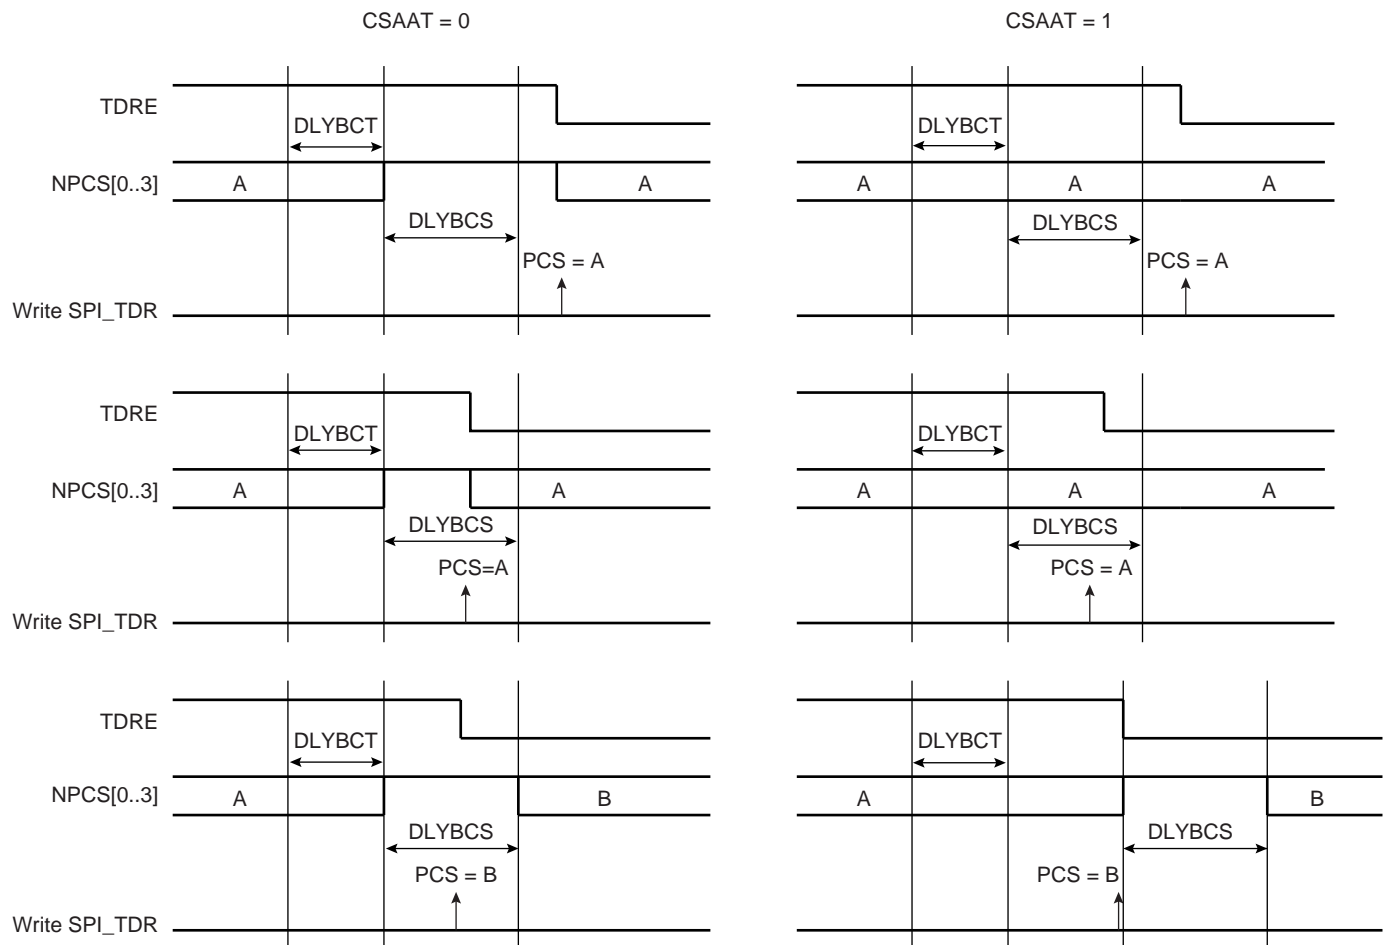 CSAAT = 0
CSAAT = 1
TDRE
DLYBCT
DLYBCT
NPCS[0..3]
A
A
A
A
A
DLYBCS
DLYBCS
PCS = A
PCS = A
Write SPI_TDR
TDRE
DLYBCT
DLYBCT
NPCS[0..3]
A
A
A
A
A
DLYBCS
DLYBCS
PCS=A
PCS = A
Write SPI_TDR
TDRE
DLYBCT
DLYBCT
NPCS[0..3]
A
B
A
B
DLYBCS
DLYBCS
PCS = B
PCS = B
Write SPI_TDR